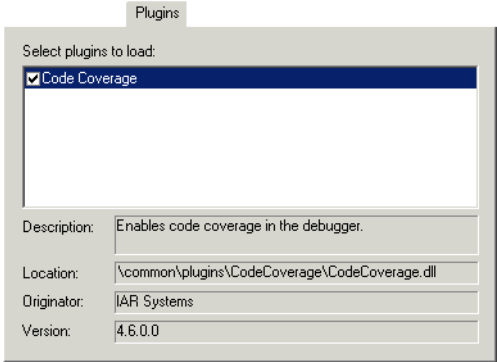 Plugins
Select plugins to load:
Code Coverage
Description: Enables code coverage in the debugger.
Location: \common\plugins\CodeCoverage\CodeCoverage.dll
Originator: IAR Systems
Version: 4.6.0.0